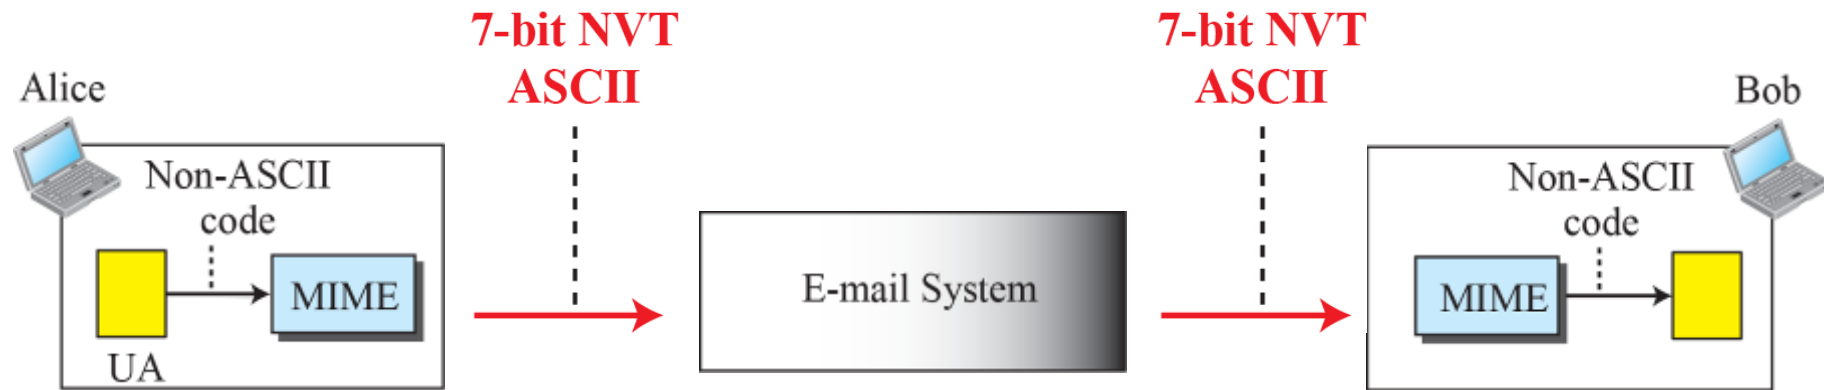 7-bit NVT
ASCII
7-bit NVT
ASCII
Alice
Bob
Non-ASCII
code
Non-ASCII
code
MIME
E-mail System
MIME
UA